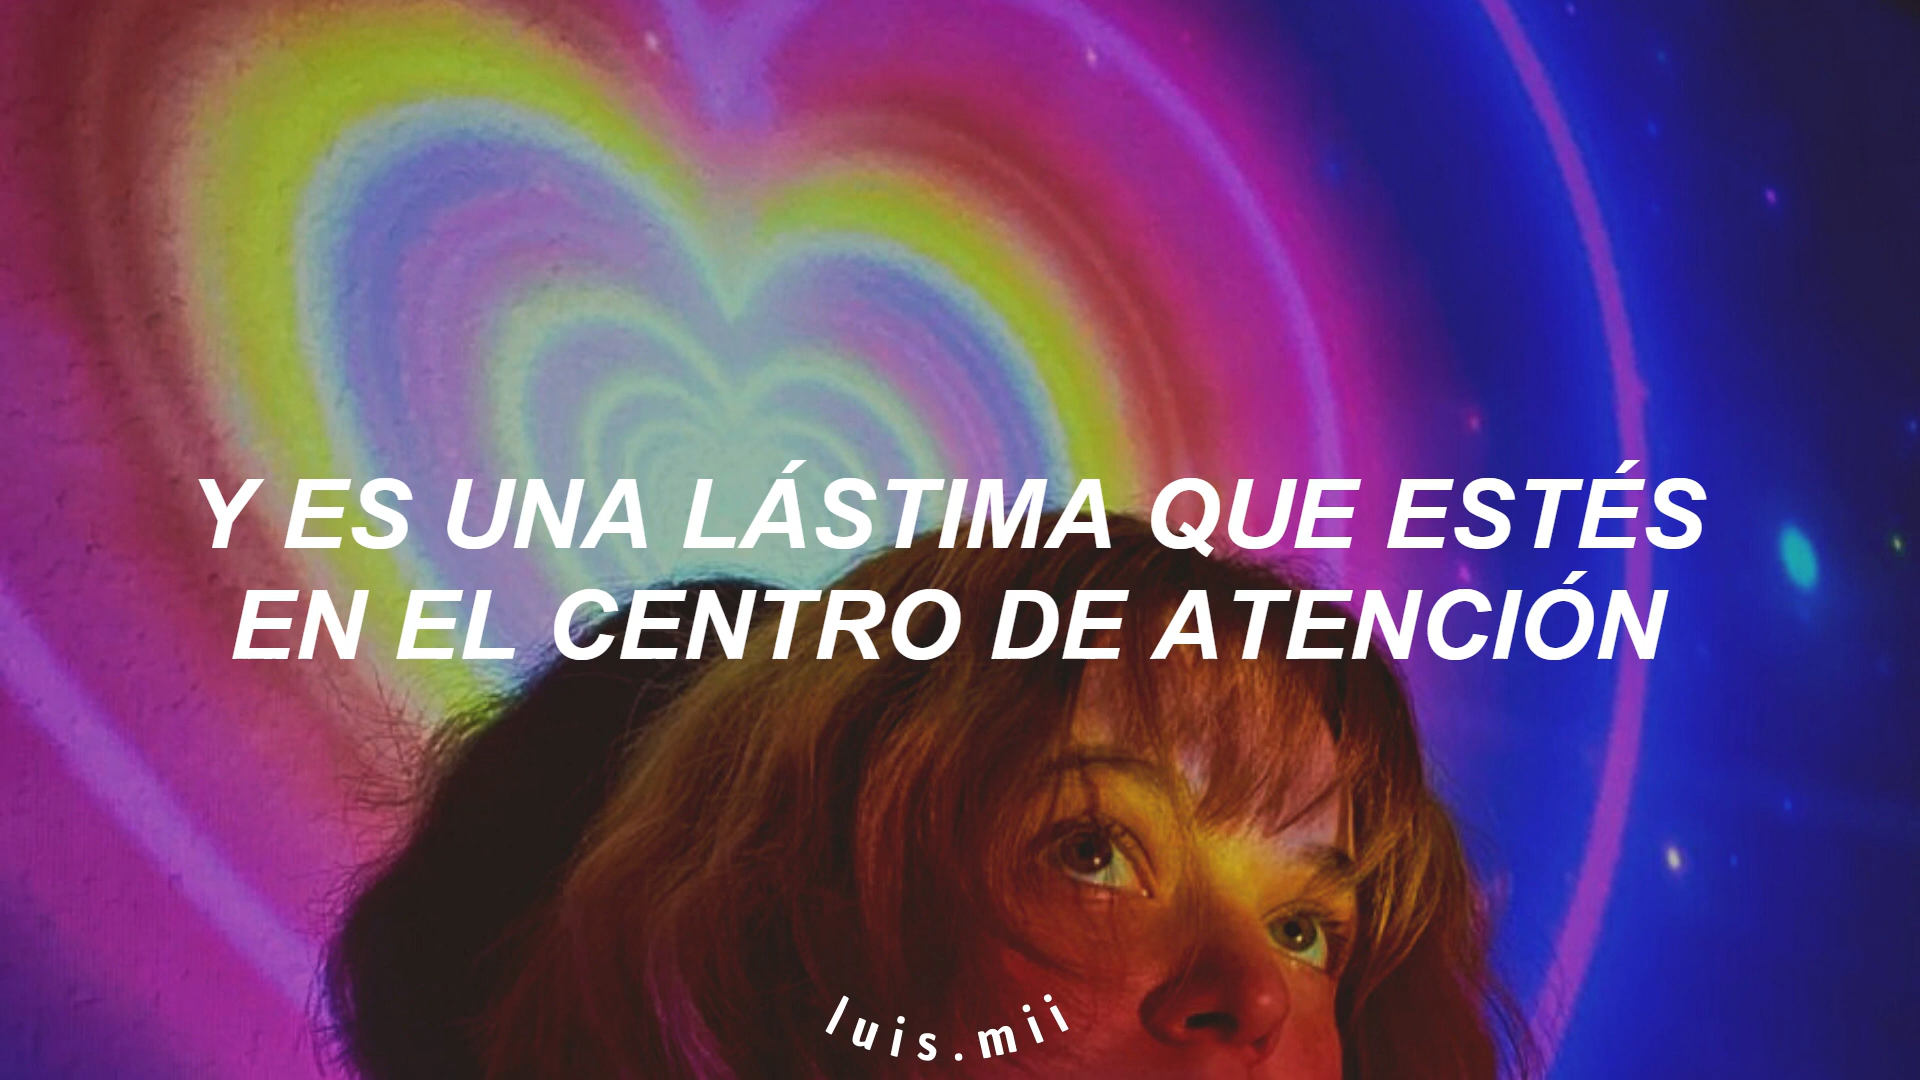 Y ES UNA LÁSTIMA QUE ESTÉS
EN EL CENTRO DE ATENCIÓN
luis.mii